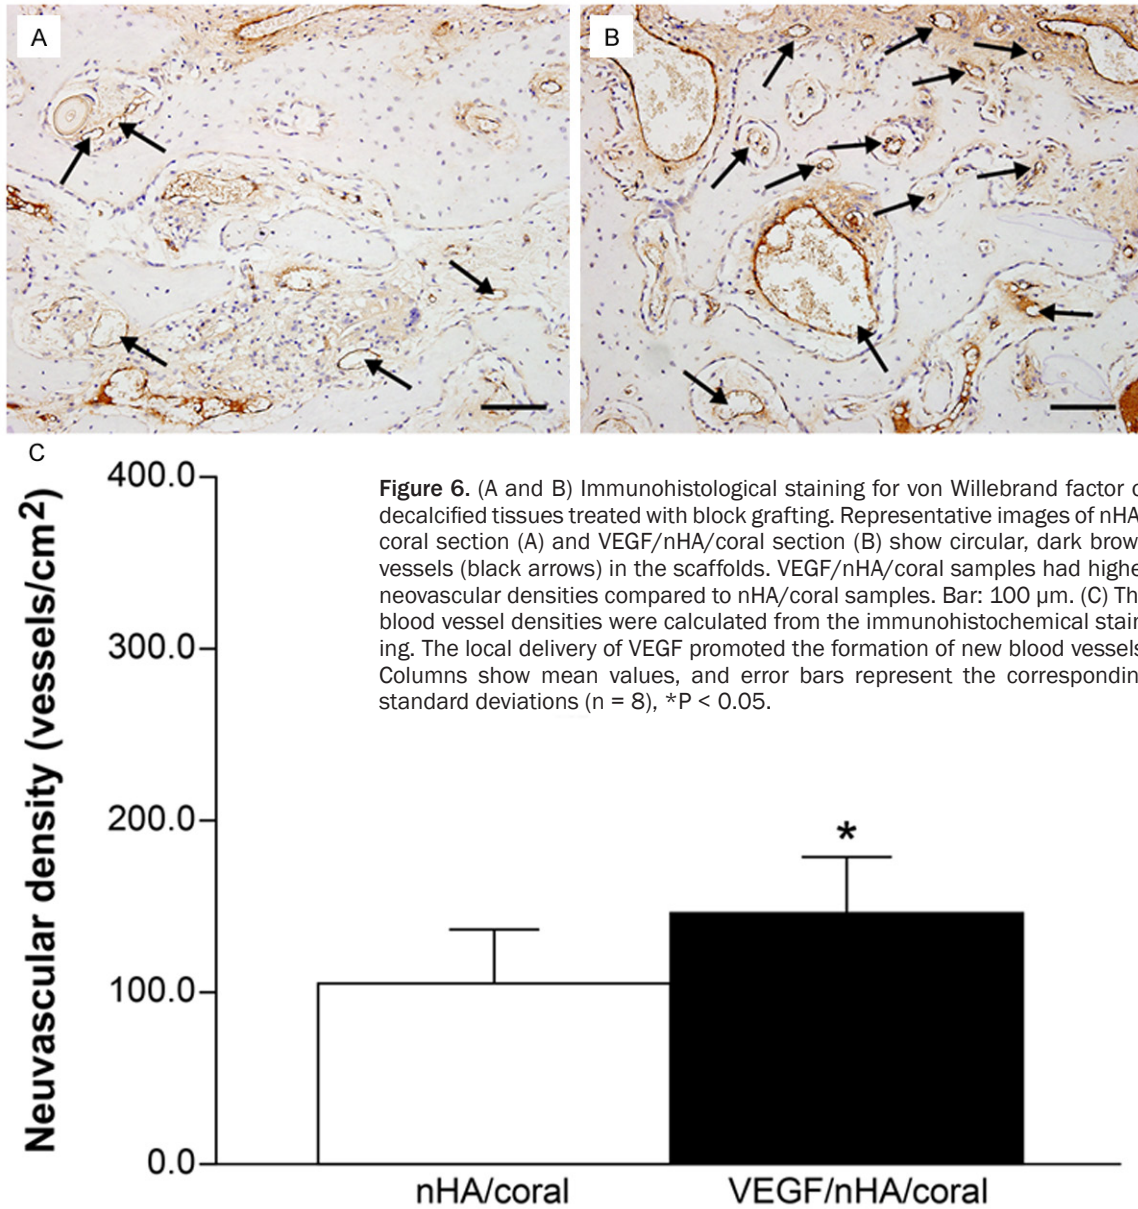 A
B
C
Figure 6. (A and B) Immunohistological staining for von Willebrand factor
decalcified tissues treated with block grafting. Representative images of nHA
coral section (A) and VEGF/nHA/coral section (B) show circular, dark brow
vessels (black arrows) in the scaffolds. VEGF/nHA/coral samples had highe
neovascular densities compared to nHA/coral samples. Bar: 100 µm. (C) Th
blood vessel densities were calculated from the immunohistochemical stain
ing. The local delivery of VEGF promoted the formation of new blood vessels
Columns show mean values, and error bars represent the correspondin
standard deviations (n = 8), *P < 0.05.
Neuvascular density (vessels/cm²)
400.0
300.0
200.0
100.0
0.0
*
nHA/coral
VEGF/nHA/coral